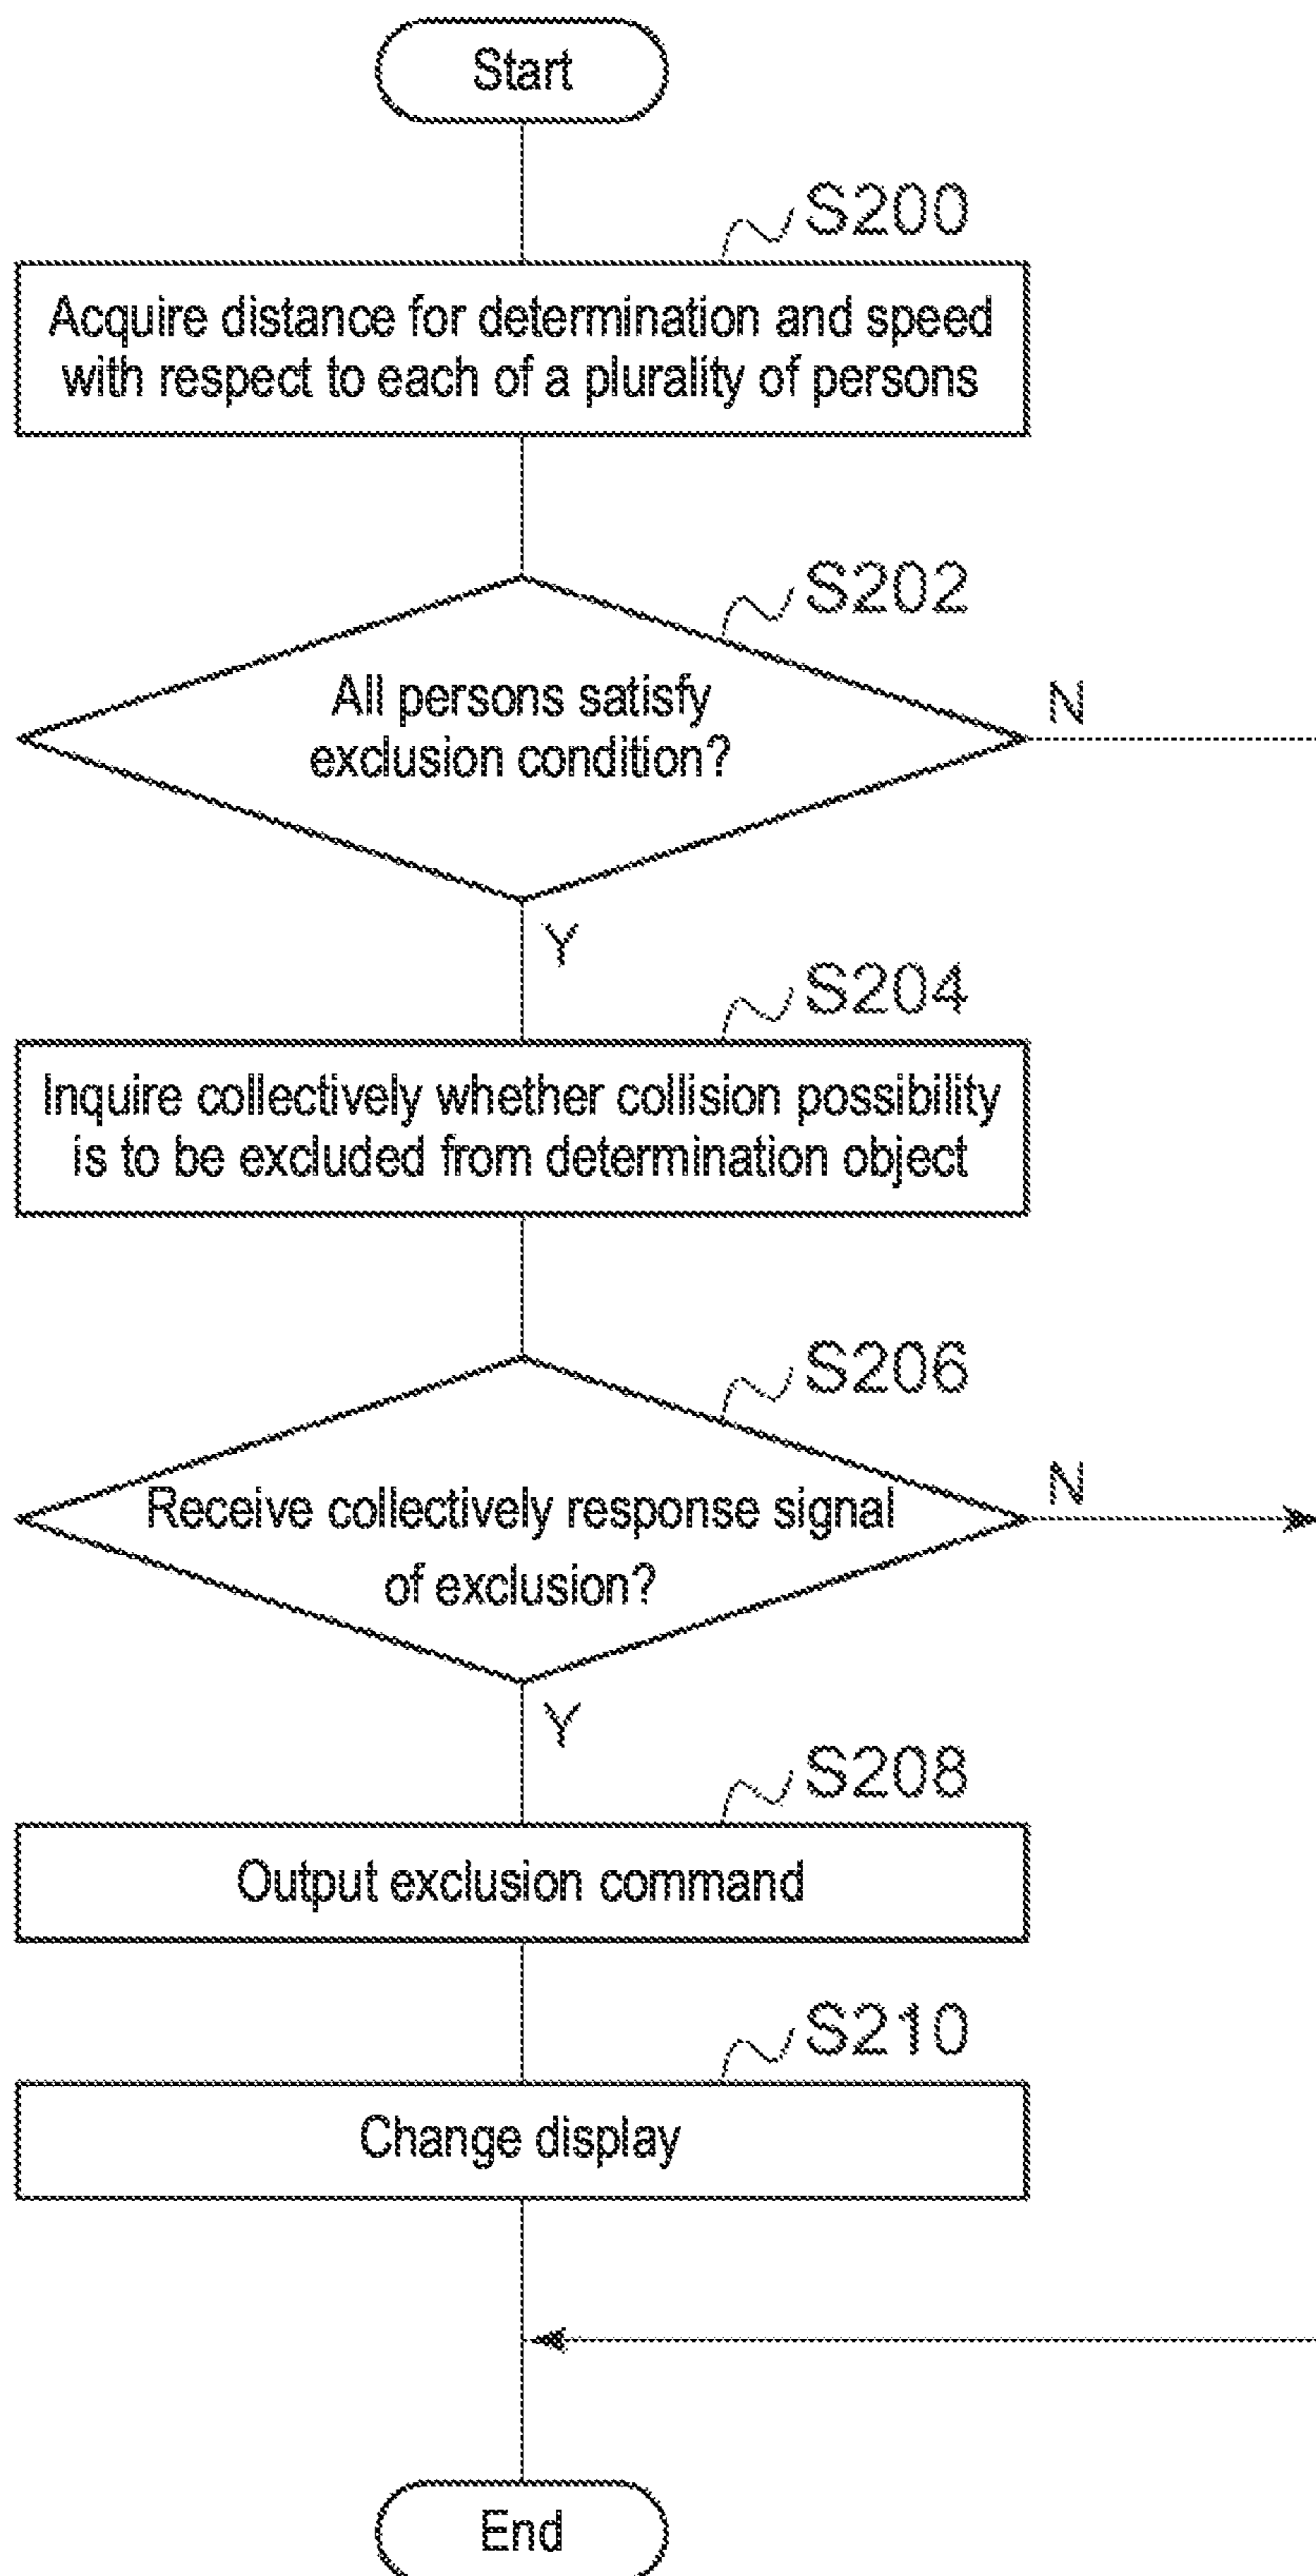 Start
S200
Acquire distance for determination and speed
with respect to each of a plurality of persons
S202
All persons satisfy
exclusion condition?
N
Y
S204
Inquire collectively whether collision possibility
is to be excluded from determination object
S206
Receive collectively response signal
of exclusion?
N
Y
S208
Output exclusion command
S210
Change display
End